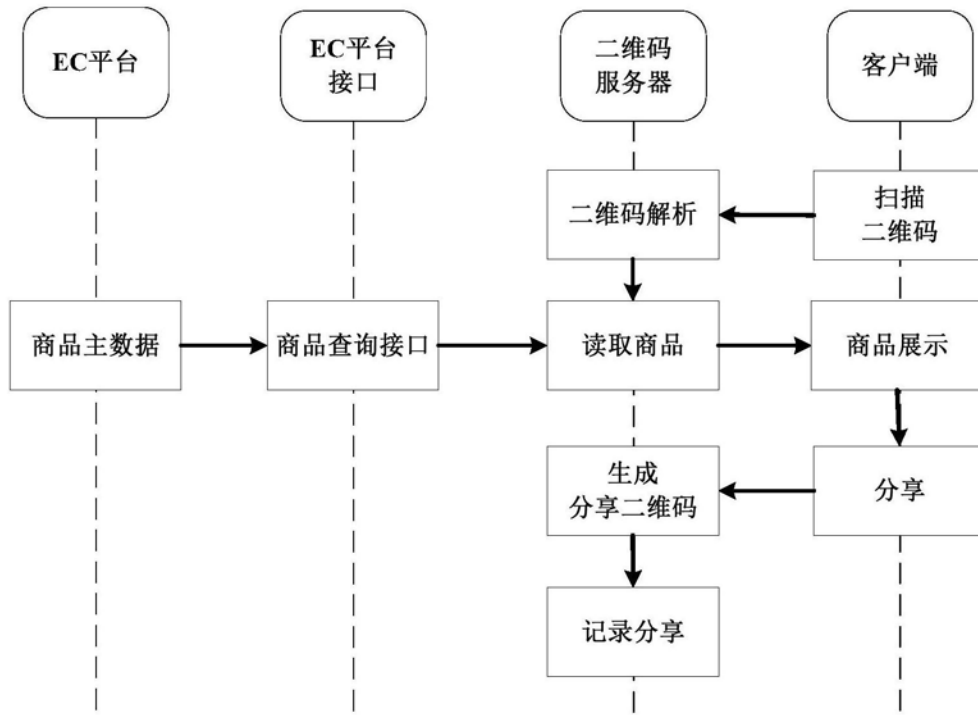 EC平台
EC平台
接口
二维码
服务器
客户端
二维码解析
扫描
二维码
商品主数据
商品查询接口
读取商品
商品展示
生成
分享二维码
分享
记录分享